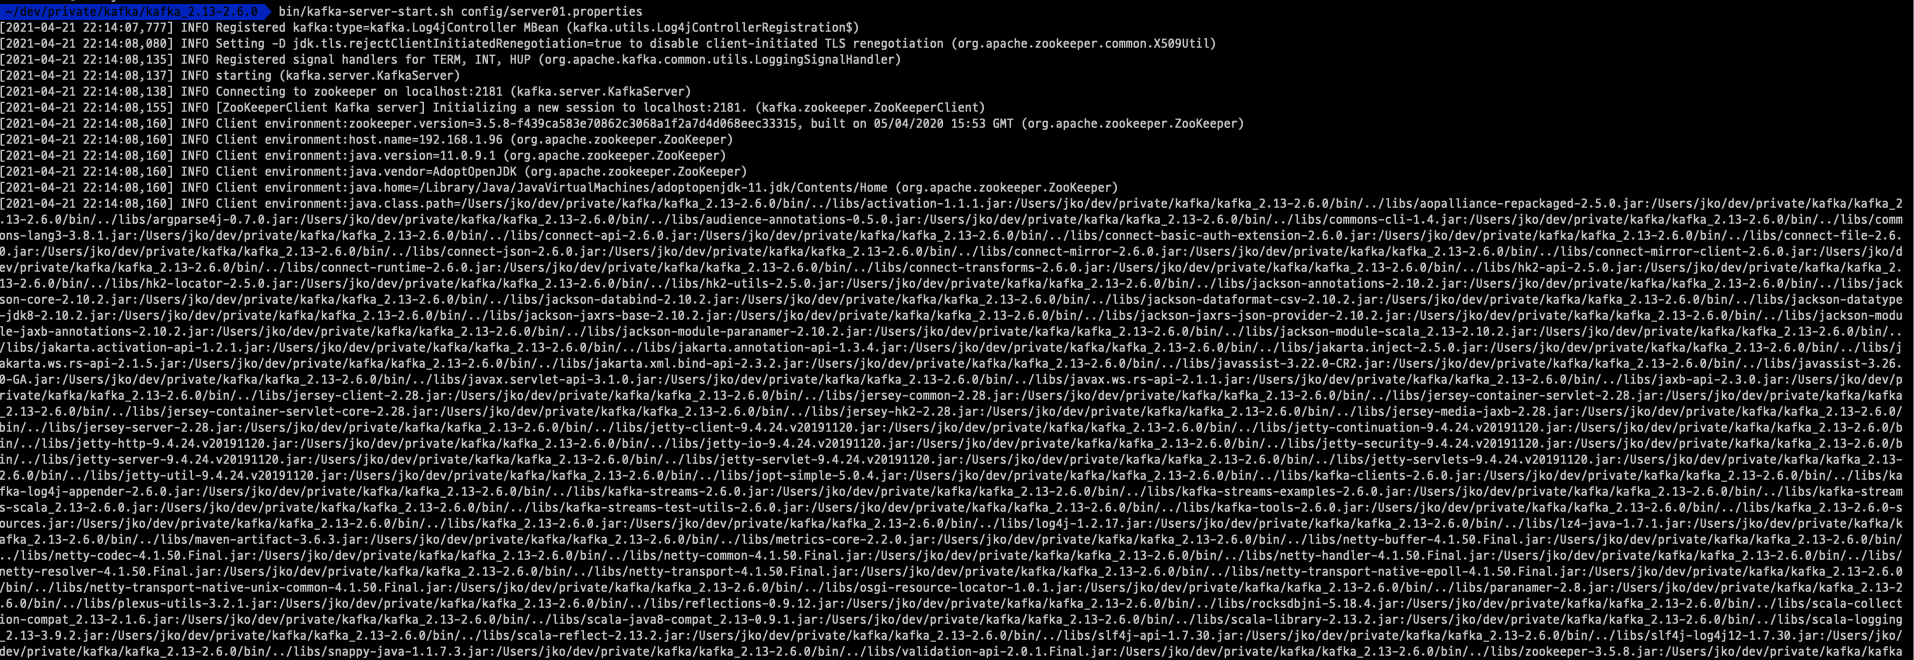 ~/dev/private/kafka/kafka_2.13-2.6.0 bin/kafka-server-start.sh config/server01.properties
[2021-04-21 22:14:07,777] INFO Registered kafka:type=kafka.Log4jController MBean (kafka.utils.Log4jControllerRegistration$)
[2021-04-21 22:14:08,080] INFO Setting -D jdk.tls.rejectClientInitiatedRenegotiation=true to disable client-initiated TLS renegotiation (org.apache.zookeeper.common.X509Util)
[2021-04-21 22:14:08,135] INFO Registered signal handlers for TERM, INT, HUP (org.apache.kafka.common.utils.LoggingSignalHandler)
[2021-04-21 22:14:08,137] INFO starting (kafka.server.KafkaServer)
[2021-04-21 22:14:08,138] INFO Connecting to zookeeper on localhost:2181 (kafka.server.KafkaServer)
[2021-04-21 22:14:08,155] INFO [ZooKeeperClient Kafka server] Initializing a new session to localhost:2181. (kafka.zookeeper.ZooKeeperClient)
[2021-04-21 22:14:08,160] INFO Client environment:zookeeper.version=3.5.8-f439ca583e70862c3068a1f2a7d4d068eec33315, built on 05/04/2020 15:53 GMT (org.apache.zookeeper.ZooKeeper)
[2021-04-21 22:14:08,160] INFO Client environment:host.name=192.168.1.96 (org.apache.zookeeper.ZooKeeper)
[2021-04-21 22:14:08,160] INFO Client environment:java.version=11.0.9.1 (org.apache.zookeeper.ZooKeeper)
[2021-04-21 22:14:08,160] INFO Client environment:java.vendor=AdoptOpenJDK (org.apache.zookeeper.ZooKeeper)
[2021-04-21 22:14:08,160] INFO Client environment:java.home=/Library/Java/JavaVirtualMachines/adoptopenjdk-11.jdk/Contents/Home (org.apache.zookeeper.ZooKeeper)
[2021-04-21 22:14:08,160] INFO Client environment:java.class.path=/Users/jko/dev/private/kafka/kafka_2.13-2.6.0/bin/../libs/activation-1.1.1.jar:/Users/jko/dev/private/kafka/kafka_2.13-2.6.0/bin/../libs/aopalliance-repackaged-2.5.0.jar:/Users/jko/dev/private/kafka/kafka_2
.13-2.6.0/bin/../libs/argparse4j-0.7.0.jar:/Users/jko/dev/private/kafka/kafka_2.13-2.6.0/bin/../libs/audience-annotations-0.5.0.jar:/Users/jko/dev/private/kafka/kafka_2.13-2.6.0/bin/../libs/commons-cli-1.4.jar:/Users/jko/dev/private/kafka/kafka_2.13-2.6.0/bin/../libs/comm
ons-lang3-3.8.1.jar:/Users/jko/dev/private/kafka/kafka_2.13-2.6.0/bin/../libs/connect-api-2.6.0.jar:/Users/jko/dev/private/kafka/kafka_2.13-2.6.0/bin/../libs/connect-basic-auth-extension-2.6.0.jar:/Users/jko/dev/private/kafka/kafka_2.13-2.6.0/bin/../libs/connect-file-2.6.
0.jar:/Users/jko/dev/private/kafka/kafka_2.13-2.6.0/bin/../libs/connect-json-2.6.0.jar:/Users/jko/dev/private/kafka/kafka_2.13-2.6.0/bin/../libs/connect-mirror-2.6.0.jar:/Users/jko/dev/private/kafka/kafka_2.13-2.6.0/bin/../libs/connect-mirror-client-2.6.0.jar:/Users/jko/d
ev/private/kafka/kafka_2.13-2.6.0/bin/../libs/connect-runtime-2.6.0.jar:/Users/jko/dev/private/kafka/kafka_2.13-2.6.0/bin/../libs/connect-transforms-2.6.0.jar:/Users/jko/dev/private/kafka/kafka_2.13-2.6.0/bin/../libs/hk2-api-2.5.0.jar:/Users/jko/dev/private/kafka/kafka_2.
13-2.6.0/bin/../libs/hk2-locator-2.5.0.jar:/Users/jko/dev/private/kafka/kafka_2.13-2.6.0/bin/../libs/hk2-utils-2.5.0.jar:/Users/jko/dev/private/kafka/kafka_2.13-2.6.0/bin/../libs/jackson-annotations-2.10.2.jar:/Users/jko/dev/private/kafka/kafka_2.13-2.6.0/bin/../libs/jack
son-core-2.10.2.jar:/Users/jko/dev/private/kafka/kafka_2.13-2.6.0/bin/../libs/jackson-databind-2.10.2.jar:/Users/jko/dev/private/kafka/kafka_2.13-2.6.0/bin/../libs/jackson-dataformat-csv-2.10.2.jar:/Users/jko/dev/private/kafka/kafka_2.13-2.6.0/bin/../libs/jackson-datatype
-jdk8-2.10.2.jar:/Users/jko/dev/private/kafka/kafka_2.13-2.6.0/bin/../libs/jackson-jaxrs-base-2.10.2.jar:/Users/jko/dev/private/kafka/kafka_2.13-2.6.0/bin/../libs/jackson-jaxrs-json-provider-2.10.2.jar:/Users/jko/dev/private/kafka/kafka_2.13-2.6.0/bin/../libs/jackson-modu
le-jaxb-annotations-2.10.2.jar:/Users/jko/dev/private/kafka/kafka_2.13-2.6.0/bin/../libs/jackson-module-paranamer-2.10.2.jar:/Users/jko/dev/private/kafka/kafka_2.13-2.6.0/bin/../libs/jackson-module-scala_2.13-2.10.2.jar:/Users/jko/dev/private/kafka/kafka_2.13-2.6.0/bin/..
/libs/jakarta.activation-api-1.2.1.jar:/Users/jko/dev/private/kafka/kafka_2.13-2.6.0/bin/../libs/jakarta.annotation-api-1.3.4.jar:/Users/jko/dev/private/kafka/kafka_2.13-2.6.0/bin/../libs/jakarta.inject-2.5.0.jar:/Users/jko/dev/private/kafka/kafka_2.13-2.6.0/bin/../libs/j
akarta.ws.rs-api-2.1.5.jar:/Users/jko/dev/private/kafka/kafka_2.13-2.6.0/bin/../libs/jakarta.xml.bind-api-2.3.2.jar:/Users/jko/dev/private/kafka/kafka_2.13-2.6.0/bin/../libs/javassist-3.22.0-CR2.jar:/Users/jko/dev/private/kafka/kafka_2.13-2.6.0/bin/../libs/javassist-3.26.
0-GA.jar:/Users/jko/dev/private/kafka/kafka_2.13-2.6.0/bin/../libs/javax.servlet-api-3.1.0.jar:/Users/jko/dev/private/kafka/kafka_2.13-2.6.0/bin/../libs/javax.ws.rs-api-2.1.1.jar:/Users/jko/dev/private/kafka/kafka_2.13-2.6.0/bin/../libs/jaxb-api-2.3.0.jar:/Users/jko/dev/p
rivate/kafka/kafka_2.13-2.6.0/bin/../libs/jersey-client-2.28.jar:/Users/jko/dev/private/kafka/kafka_2.13-2.6.0/bin/../libs/jersey-common-2.28.jar:/Users/jko/dev/private/kafka/kafka_2.13-2.6.0/bin/../libs/jersey-container-servlet-2.28.jar:/Users/jko/dev/private/kafka/kafka
_2.13-2.6.0/bin/../libs/jersey-container-servlet-core-2.28.jar:/Users/jko/dev/private/kafka/kafka_2.13-2.6.0/bin/../libs/jersey-hk2-2.28.jar:/Users/jko/dev/private/kafka/kafka_2.13-2.6.0/bin/../libs/jersey-media-jaxb-2.28.jar:/Users/jko/dev/private/kafka/kafka_2.13-2.6.0/
bin/../libs/jersey-server-2.28.jar:/Users/jko/dev/private/kafka/kafka_2.13-2.6.0/bin/../libs/jetty-client-9.4.24.v20191120.jar:/Users/jko/dev/private/kafka/kafka_2.13-2.6.0/bin/../libs/jetty-continuation-9.4.24.v20191120.jar:/Users/jko/dev/private/kafka/kafka_2.13-2.6.0/b
in/../libs/jetty-http-9.4.24.v20191120.jar:/Users/jko/dev/private/kafka/kafka_2.13-2.6.0/bin/../libs/jetty-io-9.4.24.v20191120.jar:/Users/jko/dev/private/kafka/kafka_2.13-2.6.0/bin/../libs/jetty-security-9.4.24.v20191120.jar:/Users/jko/dev/private/kafka/kafka_2.13-2.6.0/b
in/../libs/jetty-server-9.4.24.v20191120.jar:/Users/jko/dev/private/kafka/kafka_2.13-2.6.0/bin/../libs/jetty-servlet-9.4.24.v20191120.jar:/Users/jko/dev/private/kafka/kafka_2.13-2.6.0/bin/../libs/jetty-servlets-9.4.24.v20191120.jar:/Users/jko/dev/private/kafka/kafka_2.13-
2.6.0/bin/../libs/jetty-util-9.4.24.v20191120.jar:/Users/jko/dev/private/kafka/kafka_2.13-2.6.0/bin/../libs/jopt-simple-5.0.4.jar:/Users/jko/dev/private/kafka/kafka_2.13-2.6.0/bin/../libs/kafka-clients-2.6.0.jar:/Users/jko/dev/private/kafka/kafka_2.13-2.6.0/bin/../libs/ka
fka-log4j-appender-2.6.0.jar:/Users/jko/dev/private/kafka/kafka_2.13-2.6.0/bin/../libs/kafka-streams-2.6.0.jar:/Users/jko/dev/private/kafka/kafka_2.13-2.6.0/bin/../libs/kafka-streams-examples-2.6.0.jar:/Users/jko/dev/private/kafka/kafka_2.13-2.6.0/bin/../libs/kafka-stream
s-scala_2.13-2.6.0.jar:/Users/jko/dev/private/kafka/kafka_2.13-2.6.0/bin/../libs/kafka-streams-test-utils-2.6.0.jar:/Users/jko/dev/private/kafka/kafka_2.13-2.6.0/bin/../libs/kafka-tools-2.6.0.jar:/Users/jko/dev/private/kafka/kafka_2.13-2.6.0/bin/../libs/kafka_2.13-2.6.0-s
ources.jar:/Users/jko/dev/private/kafka/kafka_2.13-2.6.0/bin/../libs/kafka_2.13-2.6.0.jar:/Users/jko/dev/private/kafka/kafka_2.13-2.6.0/bin/../libs/log4j-1.2.17.jar:/Users/jko/dev/private/kafka/kafka_2.13-2.6.0/bin/../libs/lz4-java-1.7.1.jar:/Users/jko/dev/private/kafka/k
afka_2.13-2.6.0/bin/../libs/maven-artifact-3.6.3.jar:/Users/jko/dev/private/kafka/kafka_2.13-2.6.0/bin/../libs/metrics-core-2.2.0.jar:/Users/jko/dev/private/kafka/kafka_2.13-2.6.0/bin/../libs/netty-buffer-4.1.50.Final.jar:/Users/jko/dev/private/kafka/kafka_2.13-2.6.0/bin/
../libs/netty-codec-4.1.50.Final.jar:/Users/jko/dev/private/kafka/kafka_2.13-2.6.0/bin/../libs/netty-common-4.1.50.Final.jar:/Users/jko/dev/private/kafka/kafka_2.13-2.6.0/bin/../libs/netty-handler-4.1.50.Final.jar:/Users/jko/dev/private/kafka/kafka_2.13-2.6.0/bin/../libs/
netty-resolver-4.1.50.Final.jar:/Users/jko/dev/private/kafka/kafka_2.13-2.6.0/bin/../libs/netty-transport-4.1.50.Final.jar:/Users/jko/dev/private/kafka/kafka_2.13-2.6.0/bin/../libs/netty-transport-native-epoll-4.1.50.Final.jar:/Users/jko/dev/private/kafka/kafka_2.13-2.6.0
/bin/../libs/netty-transport-native-unix-common-4.1.50.Final.jar:/Users/jko/dev/private/kafka/kafka_2.13-2.6.0/bin/../libs/osgi-resource-locator-1.0.1.jar:/Users/jko/dev/private/kafka/kafka_2.13-2.6.0/bin/../libs/paranamer-2.8.jar:/Users/jko/dev/private/kafka/kafka_2.13-2
.6.0/bin/../libs/plexus-utils-3.2.1.jar:/Users/jko/dev/private/kafka/kafka_2.13-2.6.0/bin/../libs/reflections-0.9.12.jar:/Users/jko/dev/private/kafka/kafka_2.13-2.6.0/bin/../libs/rocksdbjni-5.18.4.jar:/Users/jko/dev/private/kafka/kafka_2.13-2.6.0/bin/../libs/scala-collect
ion-compat_2.13-2.1.6.jar:/Users/jko/dev/private/kafka/kafka_2.13-2.6.0/bin/../libs/scala-java8-compat_2.13-0.9.1.jar:/Users/jko/dev/private/kafka/kafka_2.13-2.6.0/bin/../libs/scala-library-2.13.2.jar:/Users/jko/dev/private/kafka/kafka_2.13-2.6.0/bin/../libs/scala-logging
_2.13-3.9.2.jar:/Users/jko/dev/private/kafka/kafka_2.13-2.6.0/bin/../libs/scala-reflect-2.13.2.jar:/Users/jko/dev/private/kafka/kafka_2.13-2.6.0/bin/../libs/slf4j-api-1.7.30.jar:/Users/jko/dev/private/kafka/kafka_2.13-2.6.0/bin/../libs/slf4j-log4j12-1.7.30.jar:/Users/jko/
dev/private/kafka/kafka_2.13-2.6.0/bin/../libs/snappy-java-1.1.7.3.jar:/Users/jko/dev/private/kafka/kafka_2.13-2.6.0/bin/../libs/validation-api-2.0.1.Final.jar:/Users/jko/dev/private/kafka/kafka_2.13-2.6.0/bin/../libs/zookeeper-3.5.8.jar:/Users/jko/dev/private/kafka/kafka